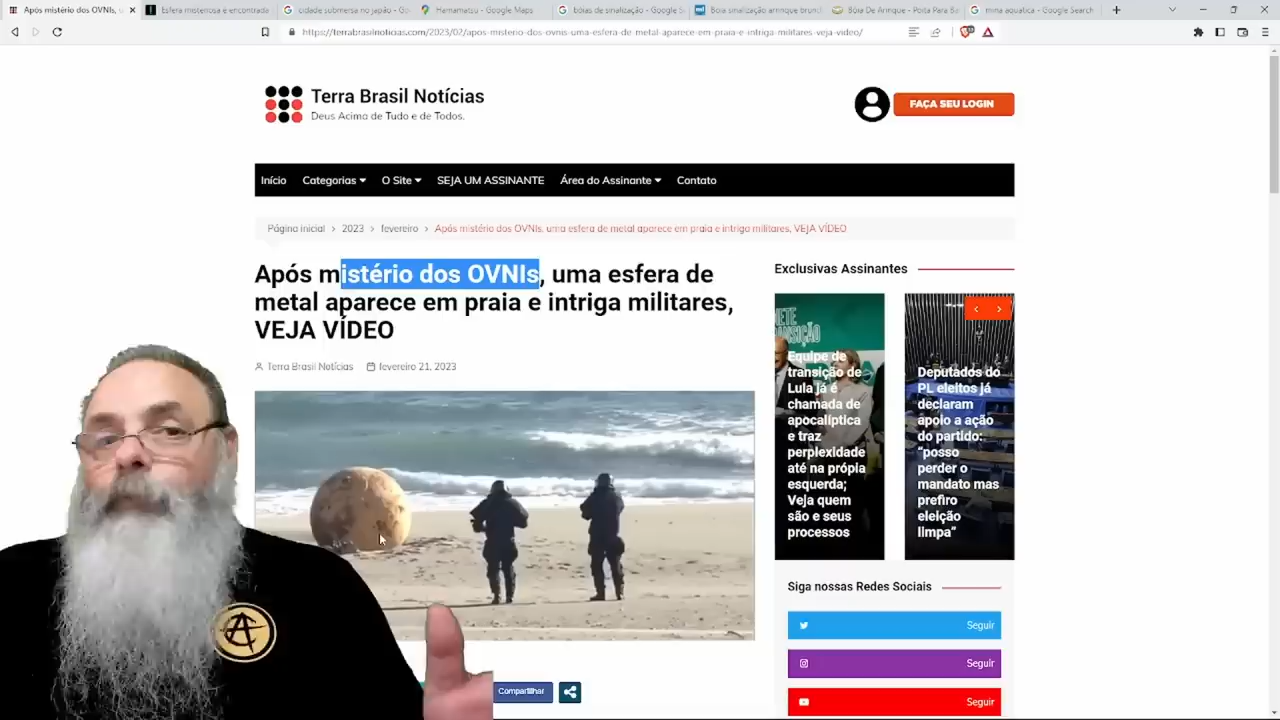 Após mistério dos OVNIs, u
Esfera misteriosa é encontrada
cidade submersa no japão - Go
Hamamatsu - Google Maps
bóias de sinalização - Google S
Boia sinalização arinque brunc
Bóia De Arinque - Poita Para Ba
mina aquática - Google Search
https://terrabrasilnoticias.com/2023/02/apos-misterio-dos-ovnis-uma-esfera-de-metal-aparece-em-praia-e-intriga-militares-veja-video/
Terra Brasil Notícias
Deus Acima de Tudo e de Todos.
FAÇA SEU LOGIN
Início
Categorias
O Site
SEJA UM ASSINANTE
Área do Assinante
Contato
Página inicial > 2023 > fevereiro > Após mistério dos OVNIs, uma esfera de metal aparece em praia e intriga militares, VEJA VÍDEO
Após mistério dos OVNIs, uma esfera de
metal aparece em praia e intriga militares,
VEJA VÍDEO
Terra Brasil Notícias
fevereiro 21, 2023
Exclusivas Assinantes
Equipe de
transição de
Lula já é
chamada de
apocalíptica
e traz
perplexidade
até na própia
esquerda;
Veja quem
são e seus
processos
Deputados do
PL eleitos já
declaram
apoio a ação
do partido:
“posso
perder o
mandato mas
prefiro
eleição
limpa”
Siga nossas Redes Sociais
Seguir
Seguir
Seguir
Compartilhar